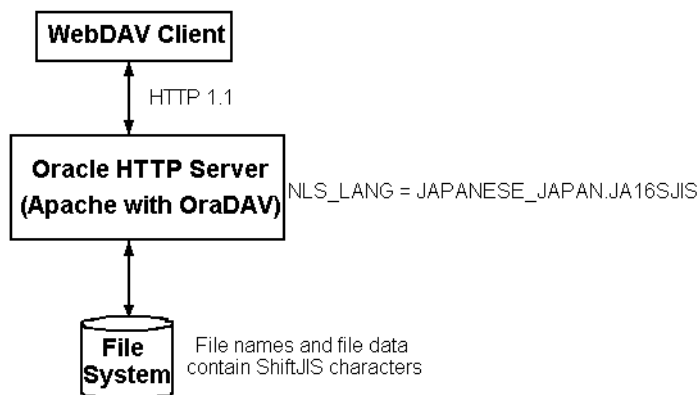 WebDAV Client
HTTP 1.1
Oracle HTTP Server
(Apache with OraDAV)
NLS_LANG = JAPANESE_JAPAN.JA16SJIS
File
System
File names and file data
contain ShiftJIS characters